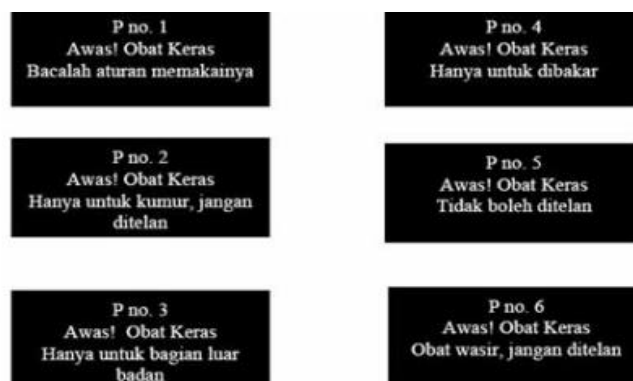 P no. 1
Awas! Obat Keras
Bacalah aturan memakainya
P no. 2
Awas! Obat Keras
Hanya untuk kumur, jangan
ditelan
P no. 3
Awas! Obat Keras
Hanya untuk bagian luar
badan
P no. 4
Awas! Obat Keras
Hanya untuk dibakar
P no. 5
Awas! Obat Keras
Tidak boleh ditelan
P no. 6
Awas! Obat Keras
Obat wasir, jangan ditelan